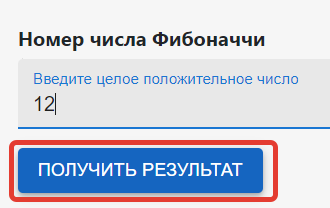 Номер числа Фибоначчи
Введите целое положительное число
12
ПОЛУЧИТЬ РЕЗУЛЬТАТ